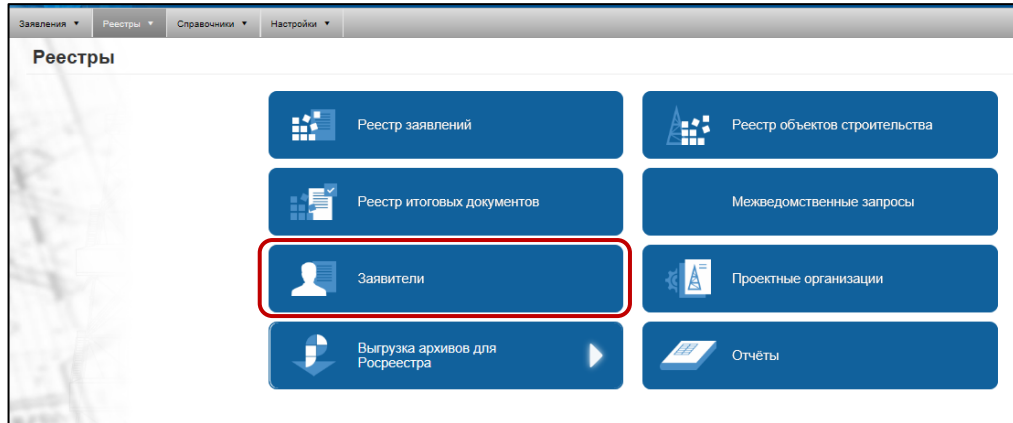 Заявления ▼ Реестры ▼ Справочники ▼ Настройки ▼
Реестры
Реестр заявлений
Реестр объектов строительства
Реестр итоговых документов
Межведомственные запросы
Заявители
Проектные организации
Выгрузка архивов для
Росреестра
Отчёты